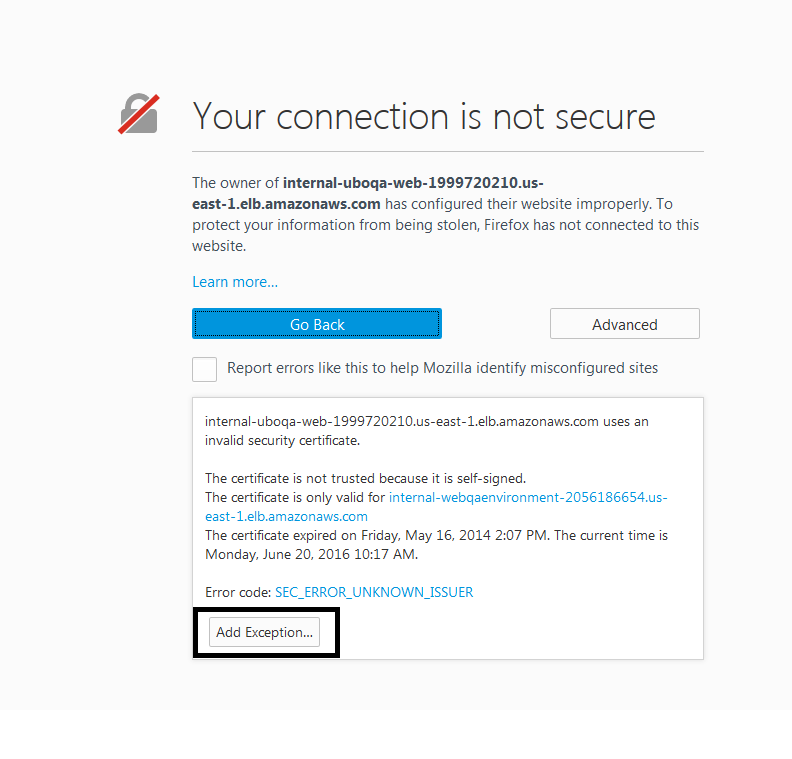 Your connection is not secure
The owner of internal-uboqa-web-1999720210.us-
east-1.elb.amazonaws.com has configured their website improperly. To
protect your information from being stolen, Firefox has not connected to this
website.
Learn more...
Go Back
Advanced
Report errors like this to help Mozilla identify misconfigured sites
internal-uboqa-web-1999720210.us-east-1.elb.amazonaws.com uses an
invalid security certificate.
The certificate is not trusted because it is self-signed.
The certificate is only valid for internal-webqaenvironment-2056186654.us-
east-1.elb.amazonaws.com
The certificate expired on Friday, May 16, 2014 2:07 PM. The current time is
Monday, June 20, 2016 10:17 AM.
Error code: SEC_ERROR_UNKNOWN_ISSUER
Add Exception...